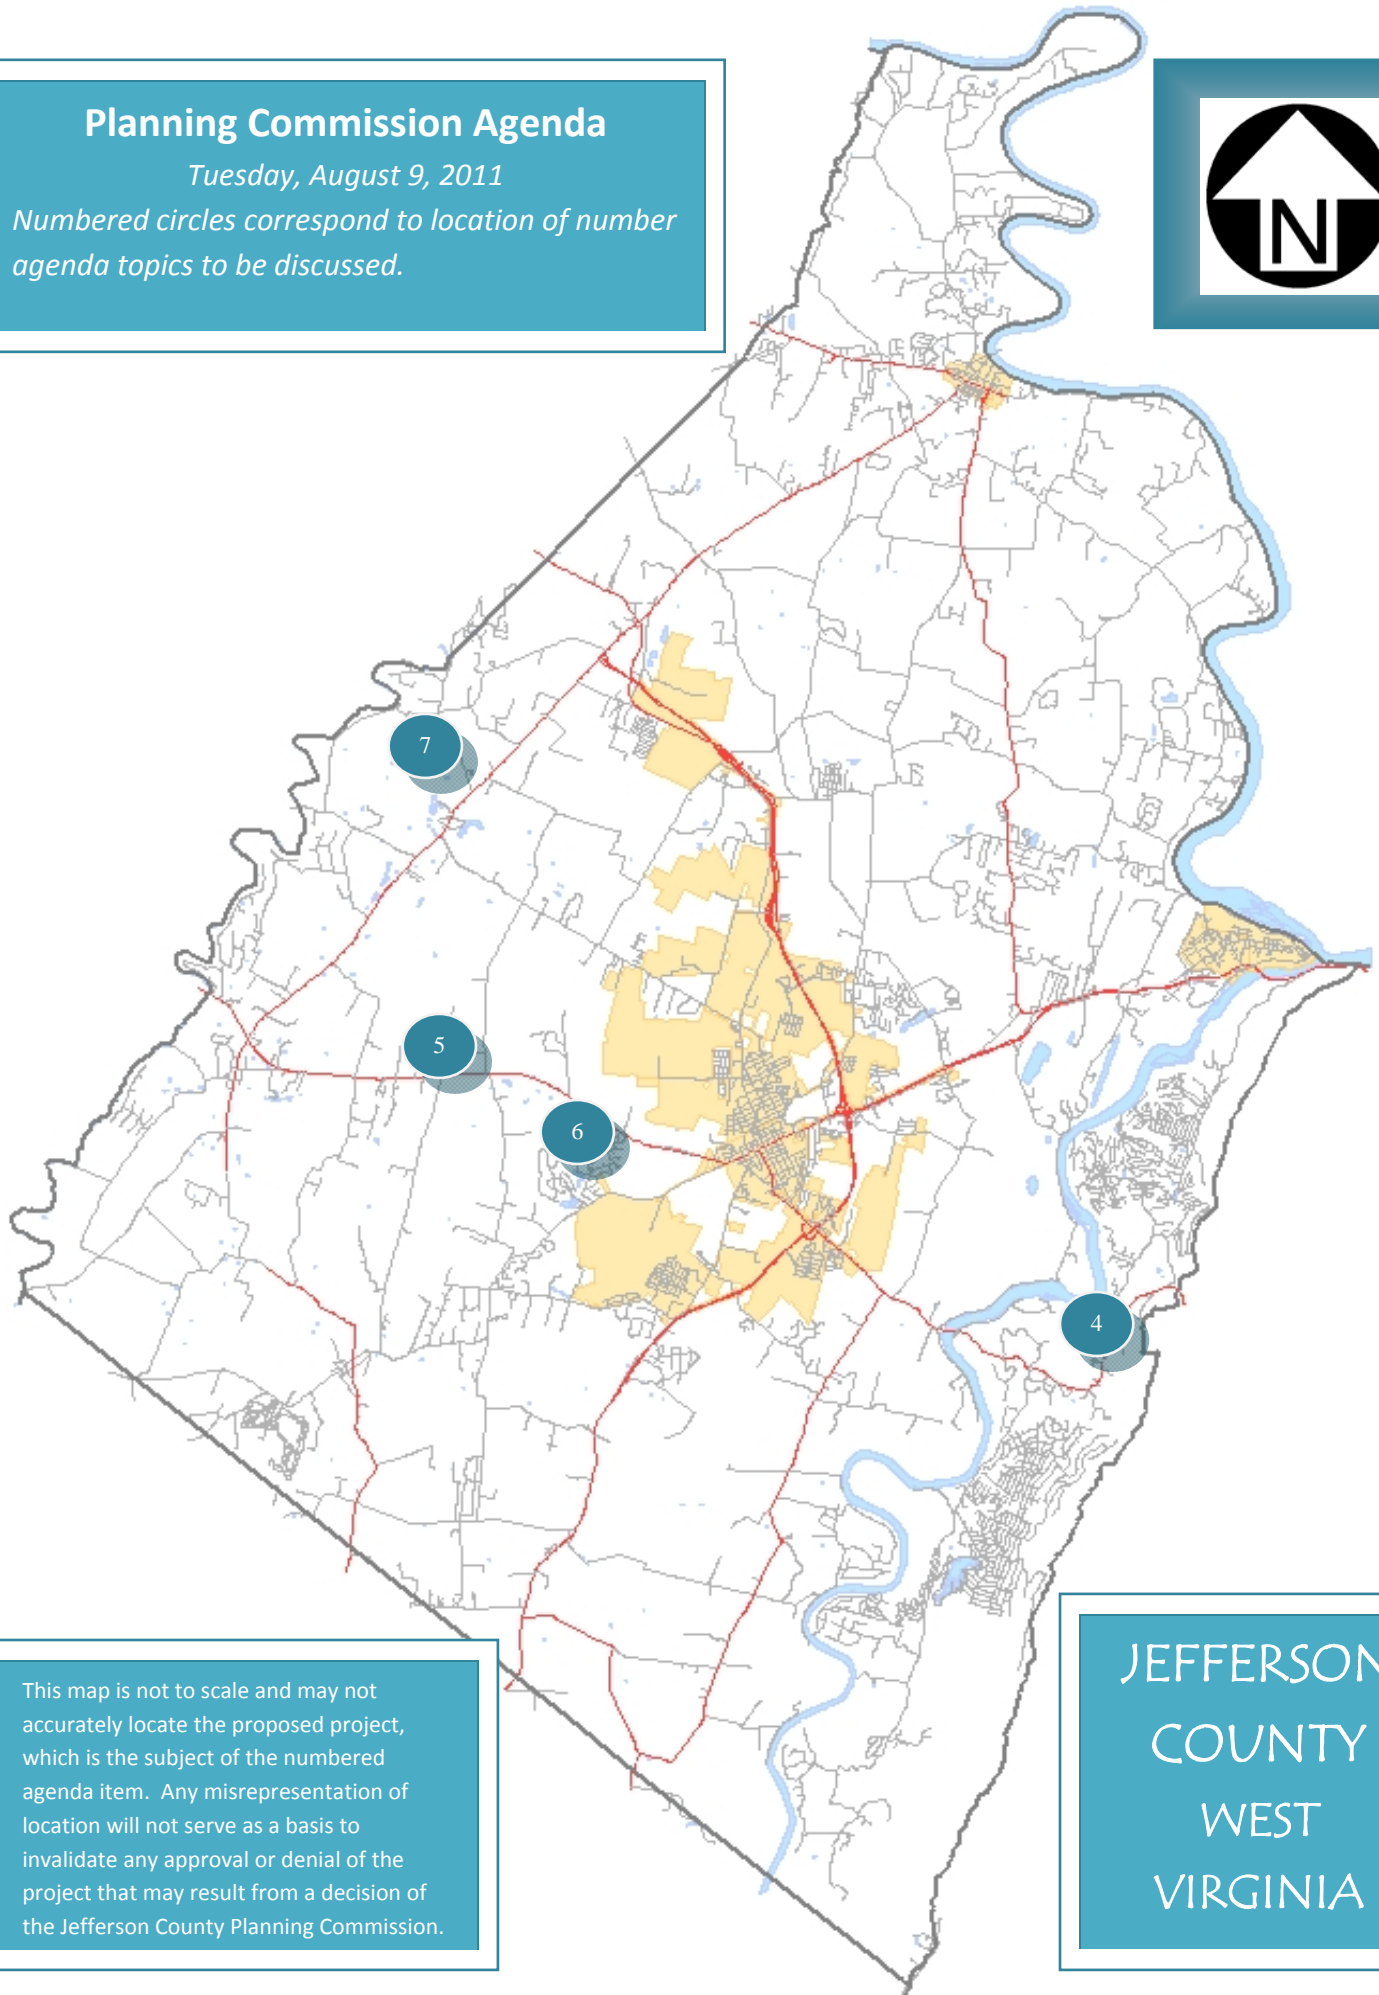 Planning Commission Agenda
Tuesday, August 9, 2011
Numbered circles correspond to location of number
agenda topics to be discussed.
N
7
5
6
4
This map is not to scale and may not
accurately locate the proposed project,
which is the subject of the numbered
agenda item.  Any misrepresentation of
location will not serve as a basis to
invalidate any approval or denial of the
project that may result from a decision of
the Jefferson County Planning Commission.
JEFFERSON
COUNTY
WEST
VIRGINIA